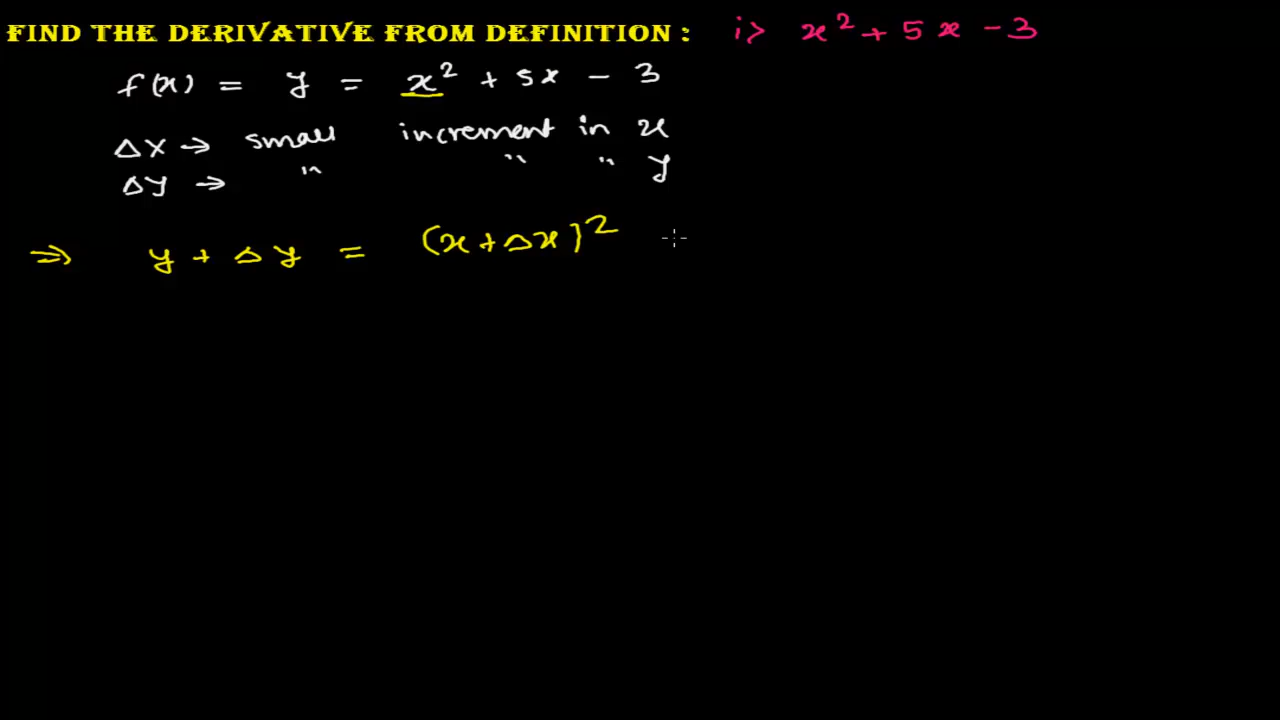 FIND THE DERIVATIVE FROM DEFINITION : i> x² + 5x - 3
f(x) = y = x² + 5x - 3
Δx → small increment in x
Δy → " " " y
⇒ y + Δy = (x + Δx)²